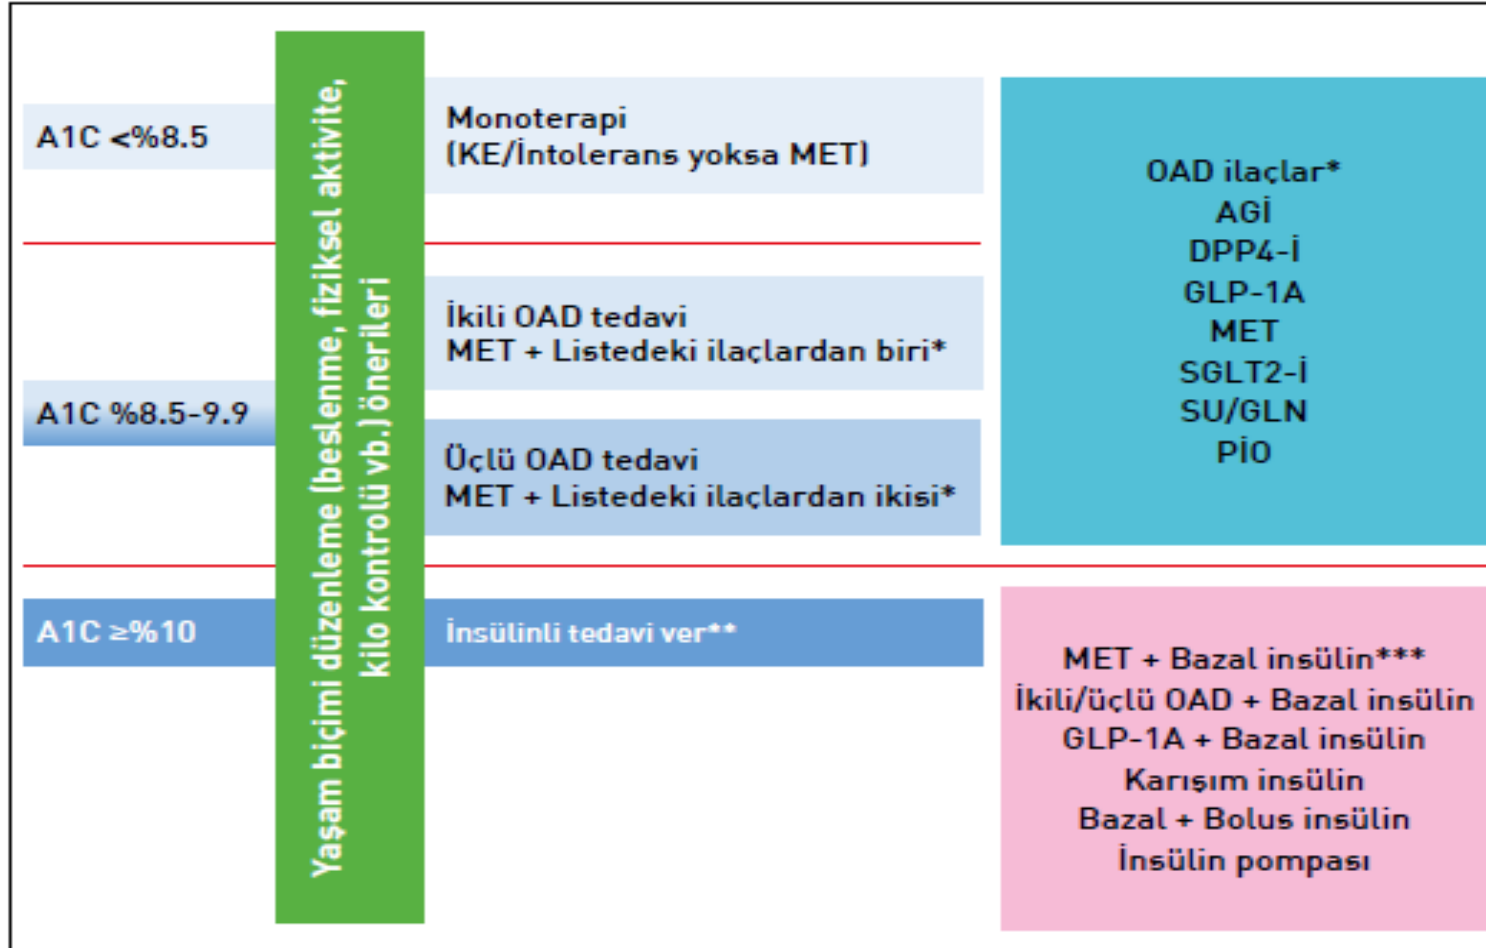 A1C <%8.5
A1C %8.5-9.9
A1C ≥%10
Yaşam biçimi düzenleme (beslenme, fiziksel aktivite,
kilo kontrolü vb.) önerileri
Monoterapi
(KE/İntolerans yoksa MET)
İkili OAD tedavi
MET + Listedeki ilaçlardan biri*
Üçlü OAD tedavi
MET + Listedeki ilaçlardan ikisi*
İnsülinli tedavi ver**
OAD ilaçlar*
AGİ
DPP4-İ
GLP-1A
MET
SGLT2-İ
SU/GLN
PİO
MET + Bazal insülin***
İkili/üçlü OAD + Bazal insülin
GLP-1A + Bazal insülin
Karışım insülin
Bazal + Bolus insülin
İnsülin pompası